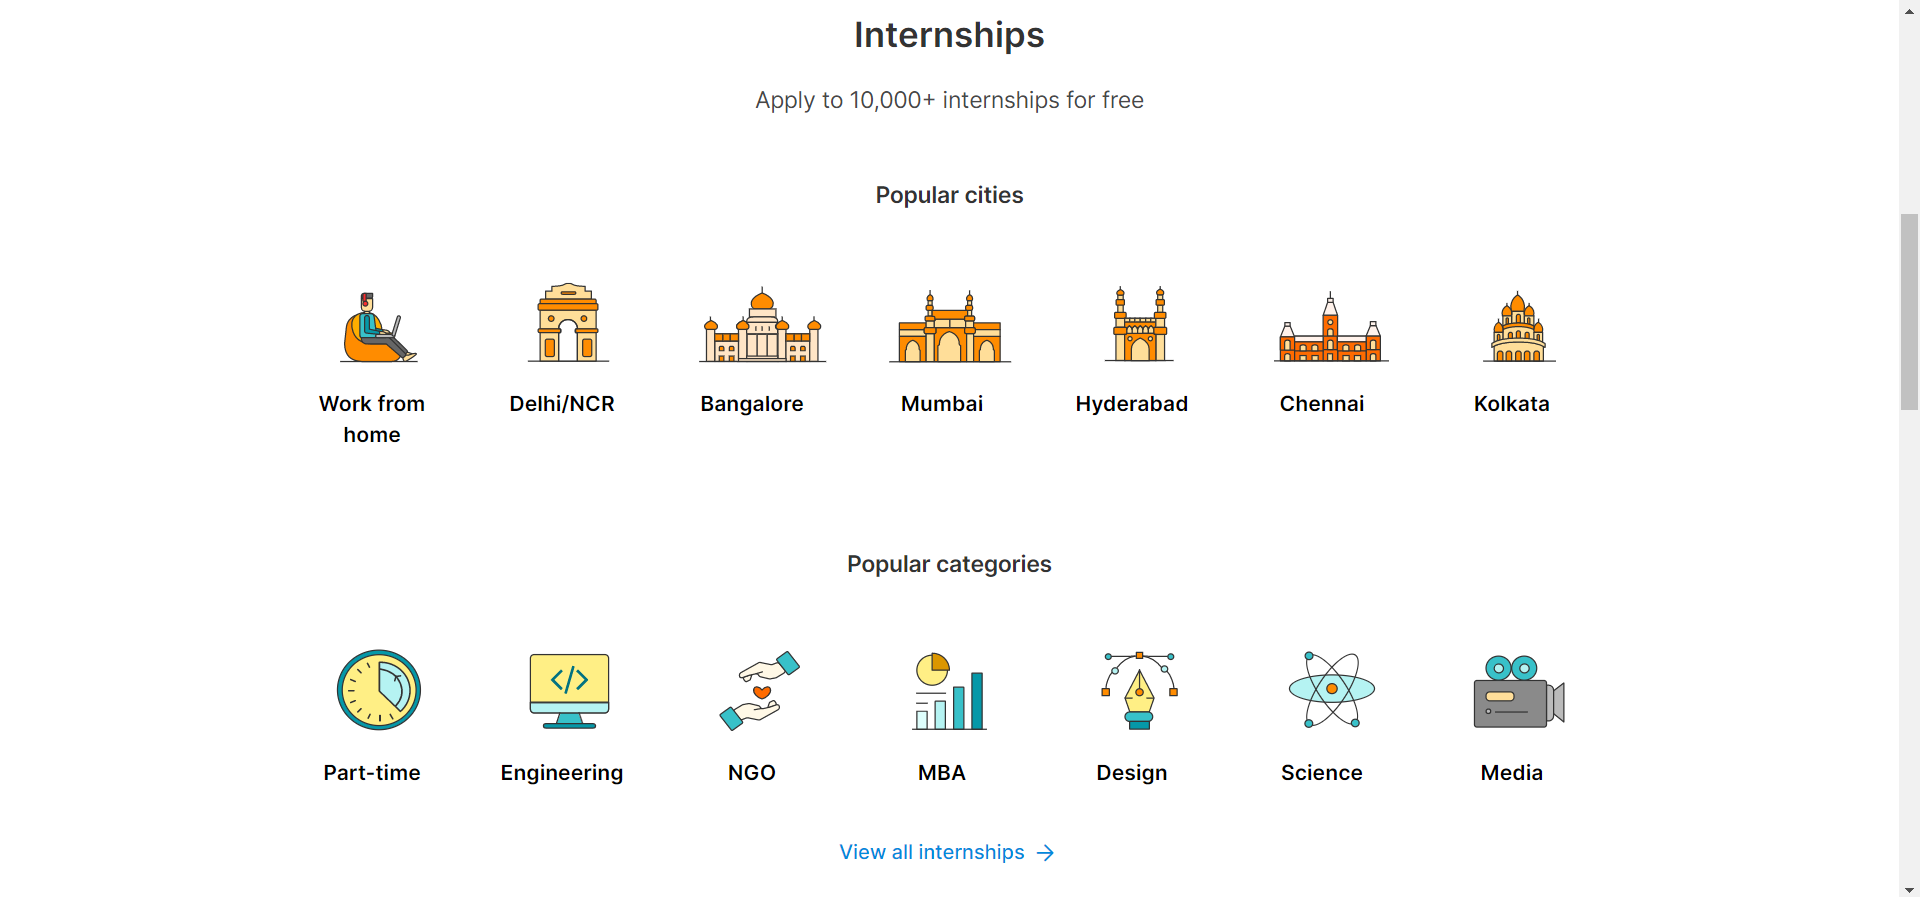 Internships
Apply to 10,000+ internships for free
Popular cities
Work from
home
Delhi/NCR
Bangalore
Mumbai
Hyderabad
Chennai
Kolkata
Popular categories
Part-time
Engineering
NGO
MBA
Design
Science
Media
View all internships